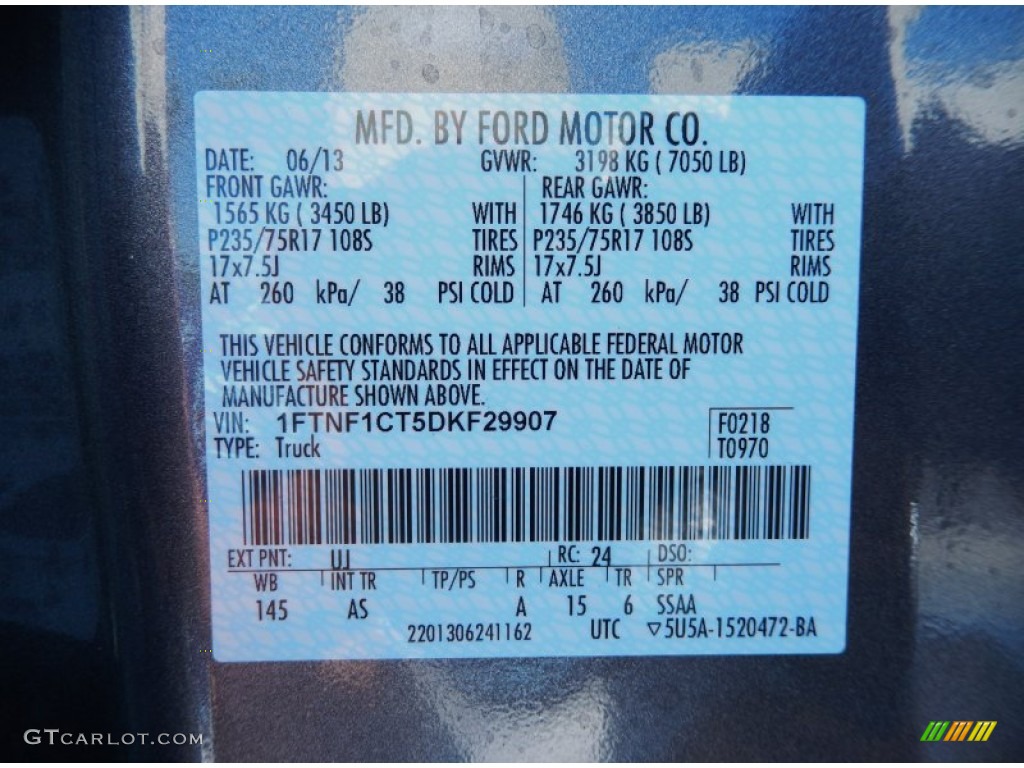 MFD. BY FORD MOTOR CO.
DATE: 06/13 GVWR: 3198 KG ( 7050 LB)
FRONT GAWR: REAR GAWR:
1565 KG ( 3450 LB) WITH 1746 KG ( 3850 LB) WITH
P235/75R17 108S TIRES P235/75R17 108S TIRES
17x7.5J RIMS 17x7.5J RIMS
AT 260 kPa/ 38 PSI COLD AT 260 kPa/ 38 PSI COLD
THIS VEHICLE CONFORMS TO ALL APPLICABLE FEDERAL MOTOR
VEHICLE SAFETY STANDARDS IN EFFECT ON THE DATE OF
MANUFACTURE SHOWN ABOVE.
VIN: 1FTNF1CT5DKF29907 F0218
TYPE: Truck T0970
EXT PNT: UJ RC: 24 DSO:
WB INT TR TP/PS R AXLE TR SPR
145 AS A 15 6 SSAA
2201306241162 UTC ▽5U5A-1520472-BA
GTCARLOT.COM